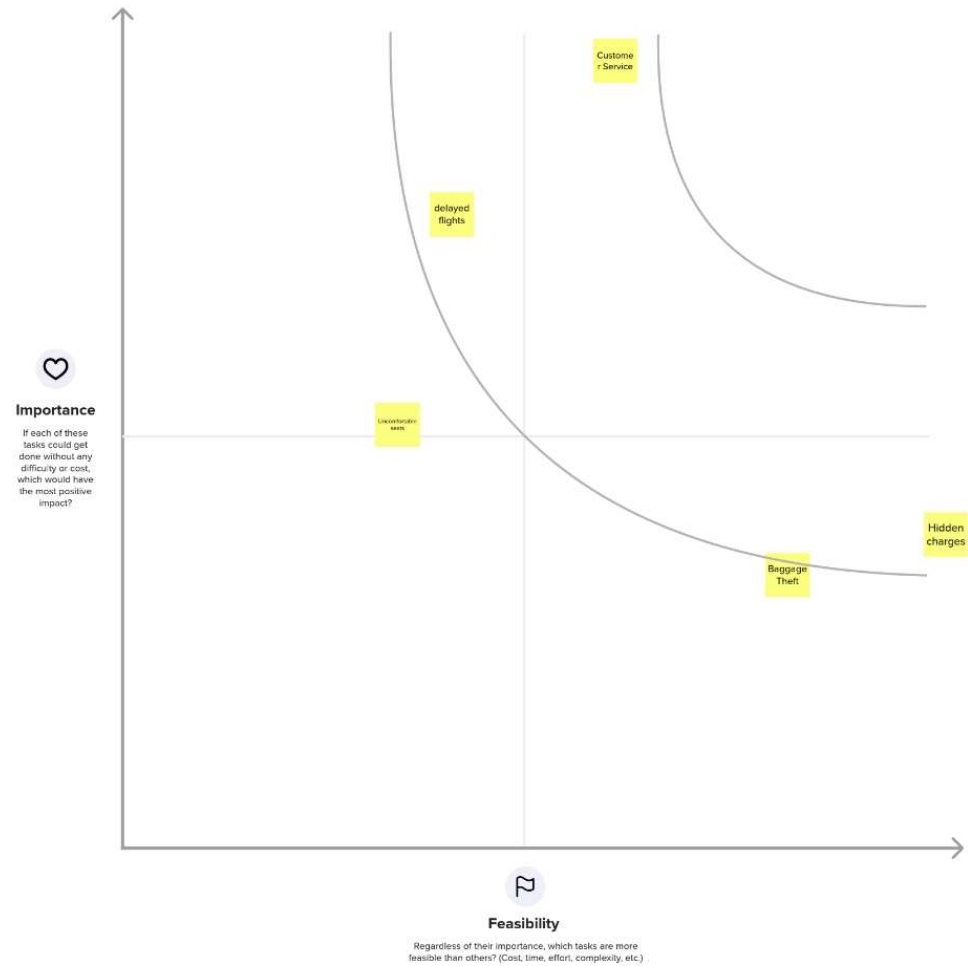 Custome
r Service
delayed
flights
Uncomfortable
seats
Importance
If each of these
tasks could get
done without any
difficulty or cost,
which would have
the most positive
impact?
Hidden
charges
Baggage
Theft
Feasibility
Regardless of their importance, which tasks are more
feasible than others? (Cost, time, effort, complexity, etc.)